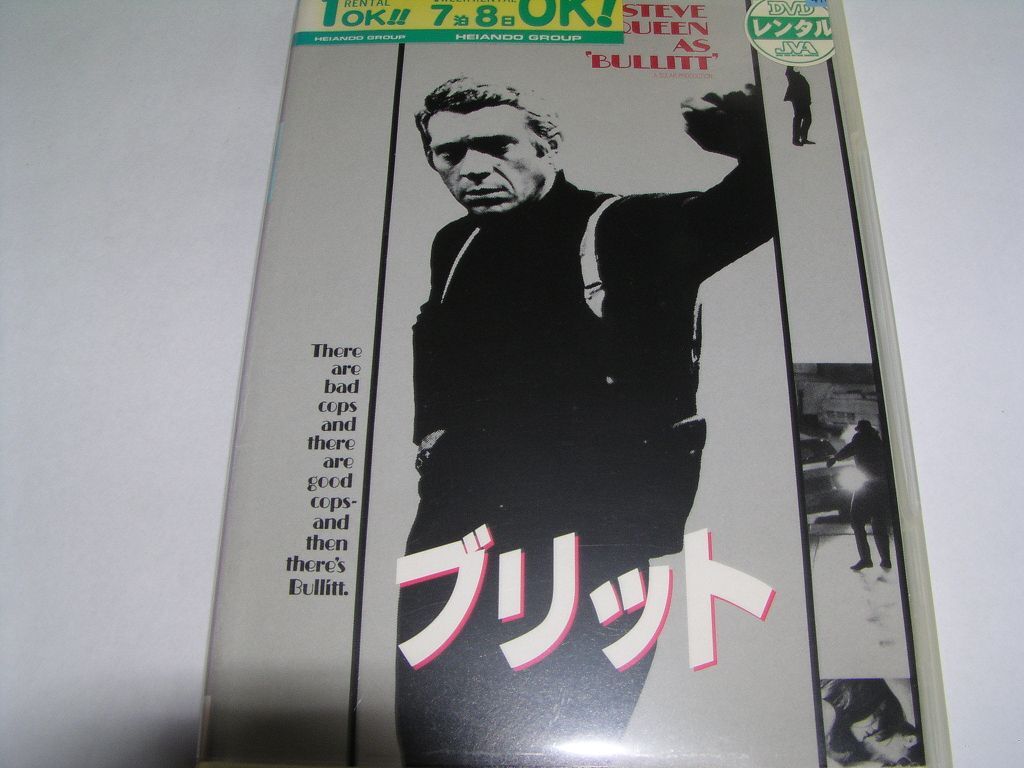 1 RENTAL
OK!!
7泊8日OK!
HEIANDO GROUP
HEIANDO GROUP
STEVE
QUEEN
AS
"BULLITT"
DVD
レンタル
JVA
There
are
bad
cops
and
there
are
good
cops-
and
then
there's
Bullitt.
ブリット